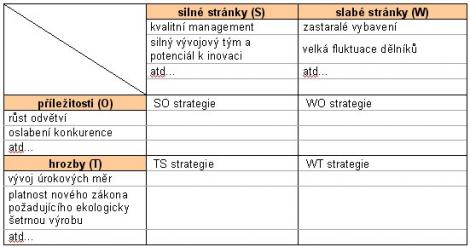 silné stránky (S) slabé stránky (W)
kvalitní management zastaralé vybavení
silný vývojový tým a
potenciál k inovaci velká fluktuace dělníků
atd... atd...
příležitosti (O) SO strategie WO strategie
růst odvětví
oslabení konkurence
atd...
hrozby (T) TS strategie WT strategie
vývoj úrokových měr
platnost nového zákona
požadujícího ekologicky
šetrnou výrobu
atd...